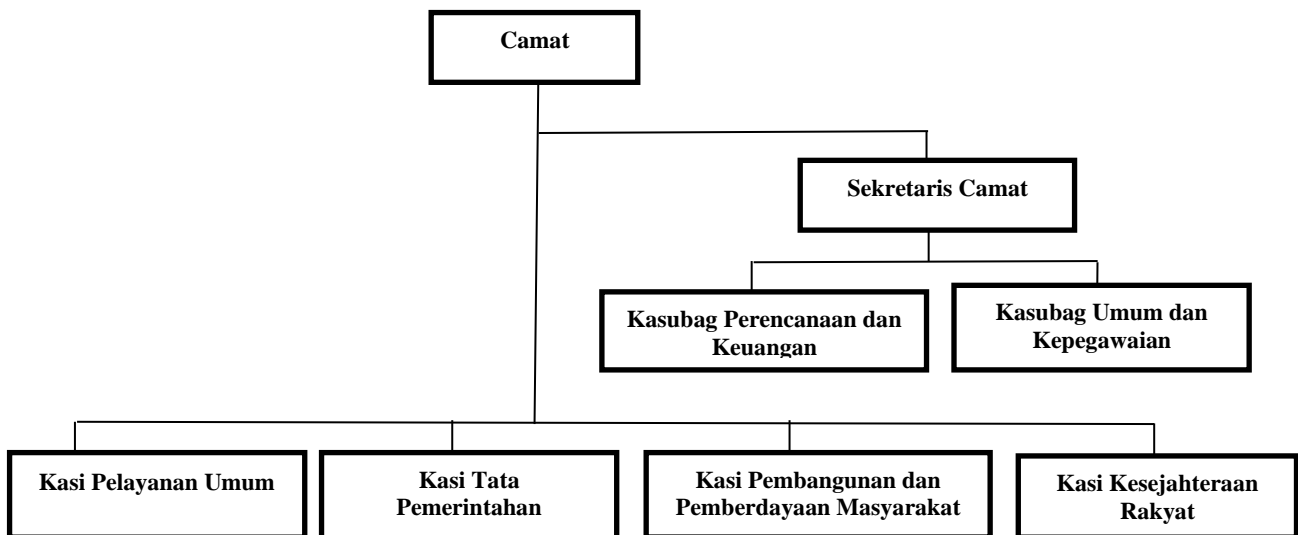 Camat
Sekretaris Camat
Kasubag Perencanaan dan
Keuangan
Kasubag Umum dan
Kepegawaian
Kasi Pelayanan Umum
Kasi Tata
Pemerintahan
Kasi Pembangunan dan
Pemberdayaan Masyarakat
Kasi Kesejahteraan
Rakyat